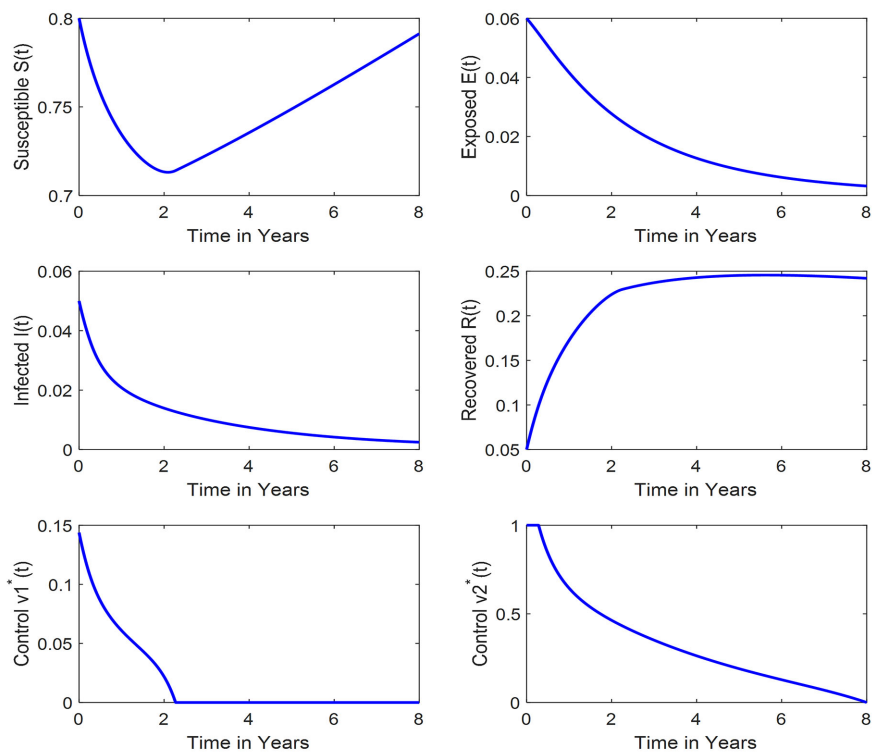 Susceptible S(t)
0.8
0.75
0.7
0 2 4 6 8
Time in Years
Exposed E(t)
0.06
0.04
0.02
0
0 2 4 6 8
Time in Years
Infected I(t)
0.06
0.04
0.02
0
0 2 4 6 8
Time in Years
Recovered R(t)
0.25
0.2
0.15
0.1
0.05
0 2 4 6 8
Time in Years
Control v1*(t)
0.15
0.1
0.05
0
0 2 4 6 8
Time in Years
Control v2*(t)
1
0.5
0
0 2 4 6 8
Time in Years